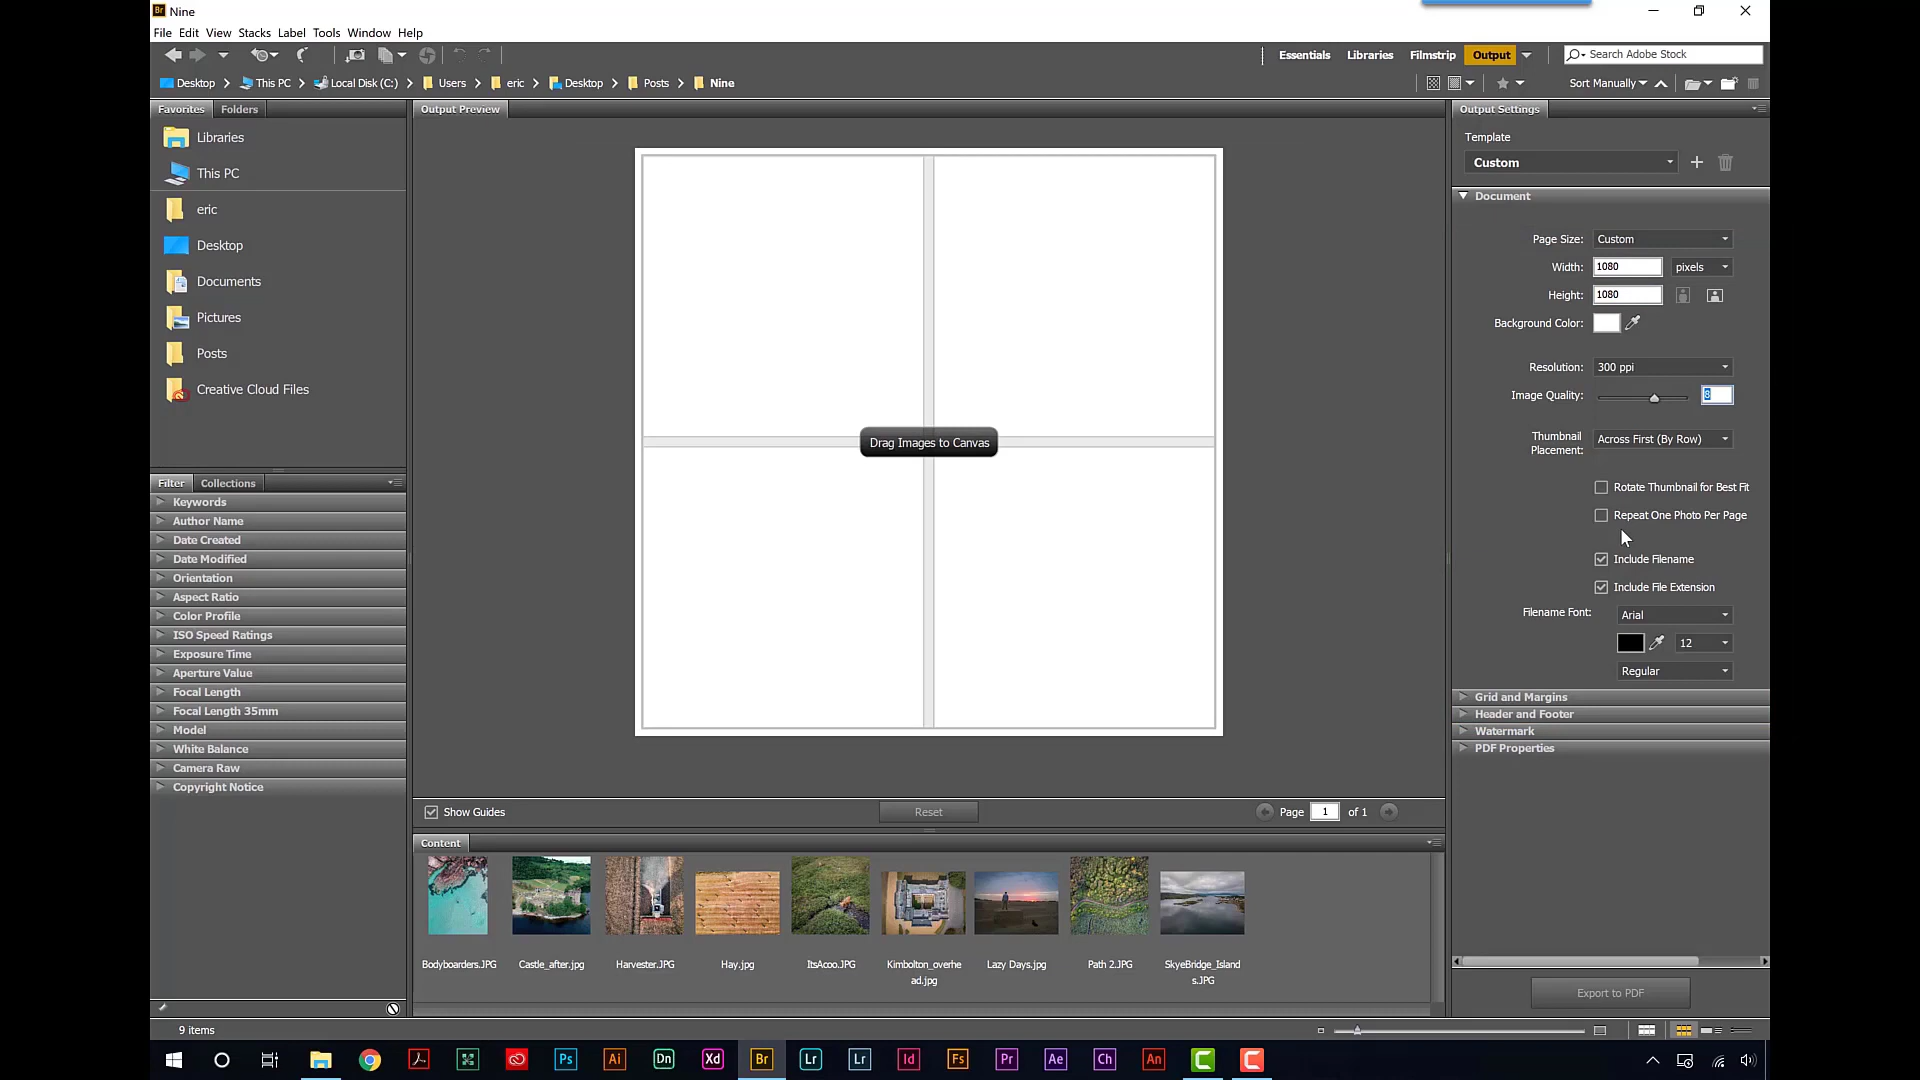 Br Nine
File Edit View Stacks Label Tools Window Help
Essentials Libraries Filmstrip Output Search Adobe Stock
Desktop This PC Local Disk (C:) Users eric Desktop Posts Nine Sort Manually
Favorites Folders
Libraries
This PC
eric
Desktop
Documents
Pictures
Posts
Creative Cloud Files
Filter Collections
Keywords
Author Name
Date Created
Date Modified
Orientation
Aspect Ratio
Color Profile
ISO Speed Ratings
Exposure Time
Aperture Value
Focal Length
Focal Length 35mm
Model
White Balance
Camera Raw
Copyright Notice
9 items
Output Preview
Drag Images to Canvas
Show Guides Reset Page 1 of 1
Content
Bodyboarders.JPG Castle_after.jpg Harvester.JPG Hay.jpg ItsAcoo.JPG Kimbolton_overhe Lazy Days.jpg Path 2.JPG SkyeBridge_Island
ad.jpg s.JPG
Output Settings
Template
Custom
Document
Page Size: Custom
Width: 1080 pixels
Height: 1080
Background Color:
Resolution: 300 ppi
Image Quality: 8
Thumbnail
Placement: Across First (By Row)
Rotate Thumbnail for Best Fit
Repeat One Photo Per Page
Include Filename
Include File Extension
Filename Font: Arial
12
Regular
Grid and Margins
Header and Footer
Watermark
PDF Properties
Export to PDF
Ps Ai Dn Xd Br Lr Lr Id Fs Pr Ae Ch An